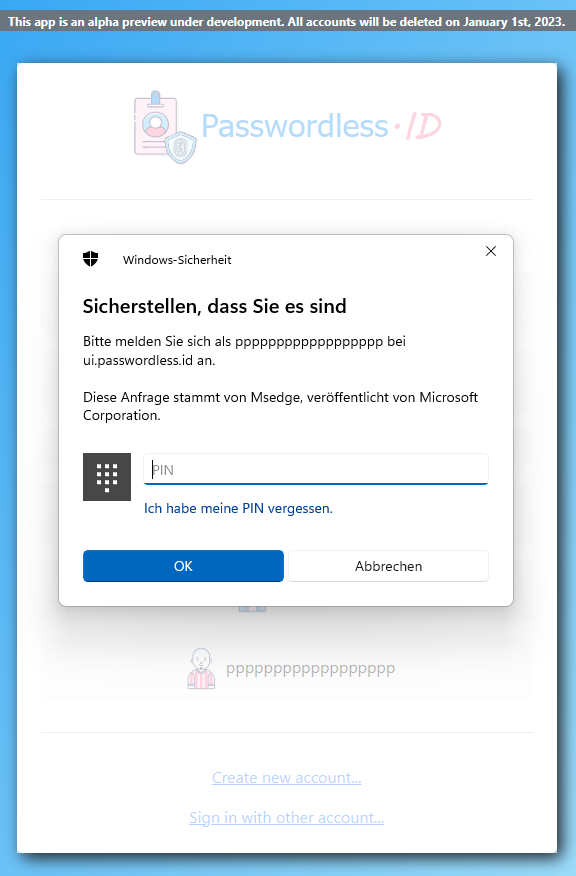 This app is an alpha preview under development. All accounts will be deleted on January 1st, 2023.
Passwordless·ID
Windows-Sicherheit
Sicherstellen, dass Sie es sind
Bitte melden Sie sich als pppppppppppppppppp bei
ui.passwordless.id an.
Diese Anfrage stammt von Msedge, veröffentlicht von Microsoft
Corporation.
PIN
Ich habe meine PIN vergessen.
OK
Abbrechen
pppppppppppppppppp
Create new account...
Sign in with other account...